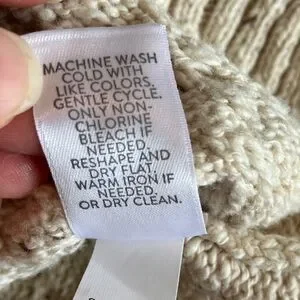 MACHINE WASH
COLD WITH
LIKE COLORS.
GENTLE CYCLE.
ONLY NON-
CHLORINE
BLEACH IF
NEEDED.
RESHAPE AND
DRY FLAT.
WARM IRON IF
NEEDED.
OR DRY CLEAN.